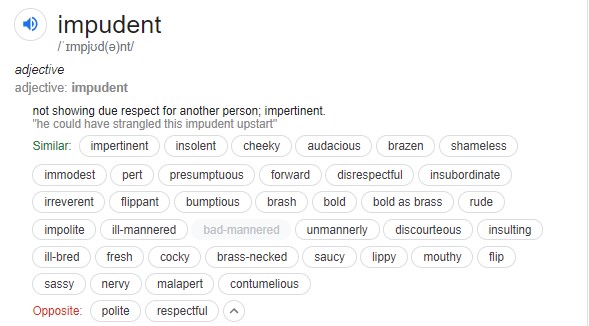 impudent
/ˈɪmpjʊd(ə)nt/
adjective
adjective: impudent
not showing due respect for another person; impertinent.
"he could have strangled this impudent upstart"
Similar: impertinent insolent cheeky audacious brazen shameless
immodest pert presumptuous forward disrespectful insubordinate
irreverent flippant bumptious brash bold bold as brass rude
impolite ill-mannered bad-mannered unmannerly discourteous insulting
ill-bred fresh cocky brass-necked saucy lippy mouthy flip
sassy nervy malapert contumelious
Opposite: polite respectful